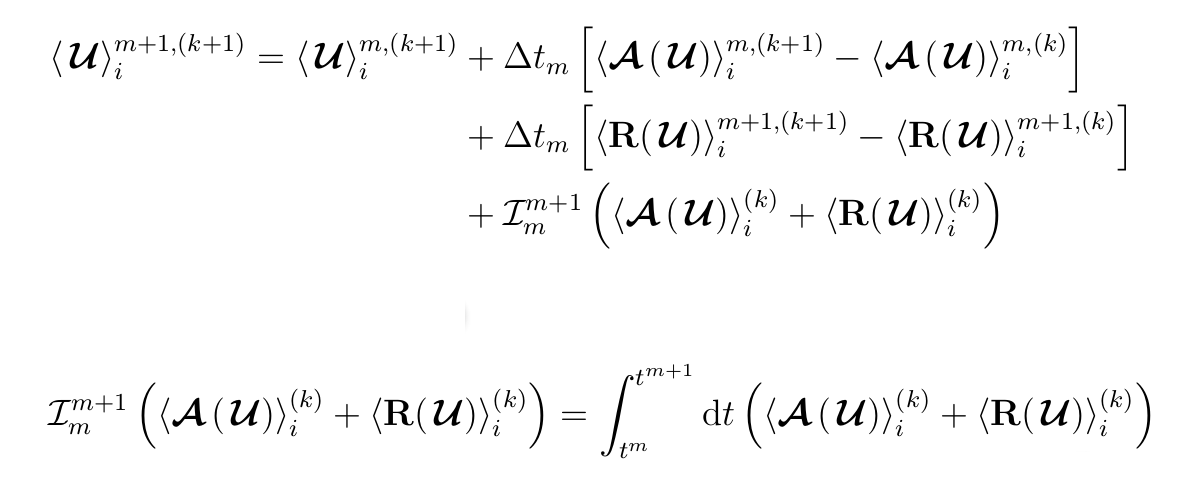 ⟨𝓤⟩_i^{m+1,(k+1)} = ⟨𝓤⟩_i^{m,(k+1)} + Δt_m [⟨𝓐(𝓤)⟩_i^{m,(k+1)} − ⟨𝓐(𝓤)⟩_i^{m,(k)}]
+ Δt_m [⟨𝐑(𝓤)⟩_i^{m+1,(k+1)} − ⟨𝐑(𝓤)⟩_i^{m+1,(k)}]
+ ℐ_m^{m+1} (⟨𝓐(𝓤)⟩_i^{(k)} + ⟨𝐑(𝓤)⟩_i^{(k)})
ℐ_m^{m+1} (⟨𝓐(𝓤)⟩_i^{(k)} + ⟨𝐑(𝓤)⟩_i^{(k)}) = ∫_{t^m}^{t^{m+1}} dt (⟨𝓐(𝓤)⟩_i^{(k)} + ⟨𝐑(𝓤)⟩_i^{(k)})